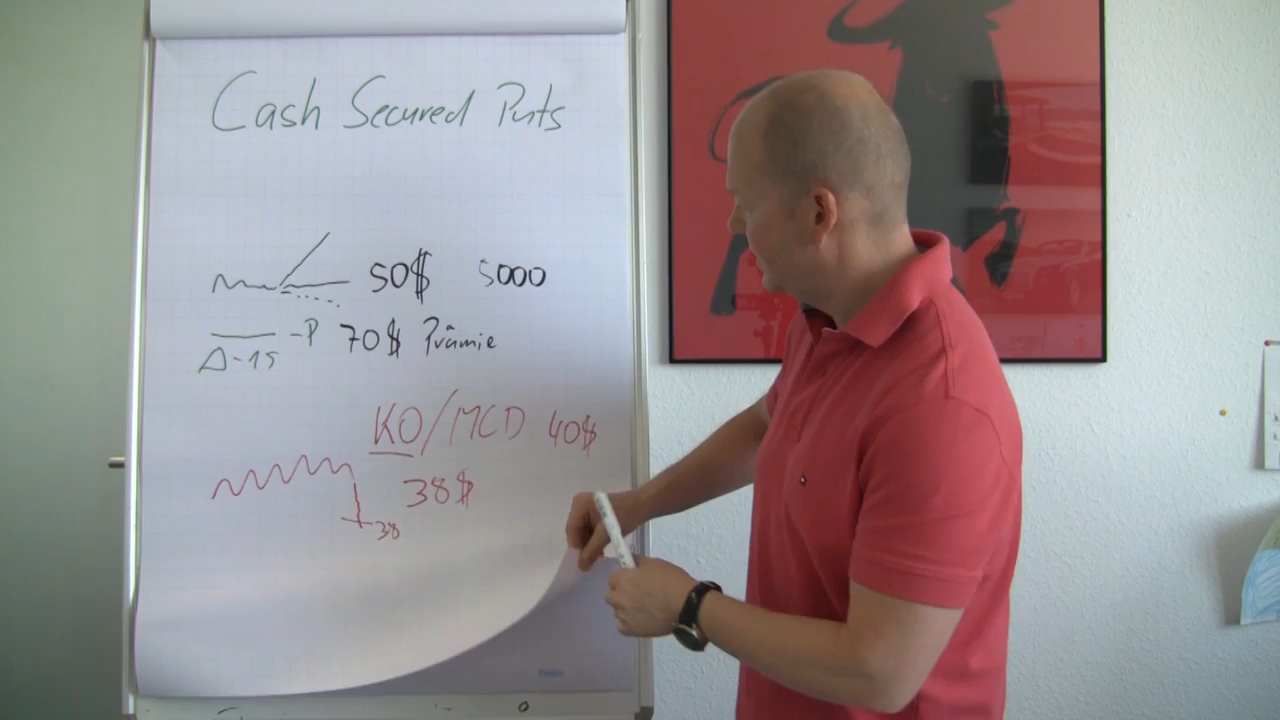 Cash Secured Puts
50$ 5000
-P 70$ Prämie
Δ-15
KO/MCD 40$
38$
38